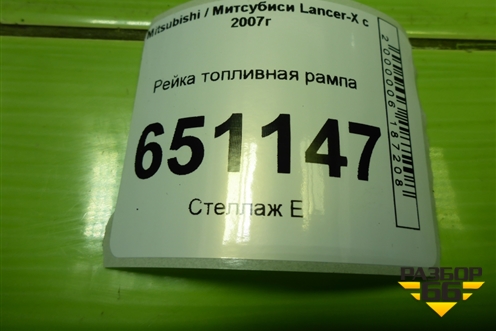 Mitsubishi / Митсубиси Lancer-X с
2007г
Рейка топливная рампа
651147
Стеллаж Е
2000006187208
РАЗБОР
66